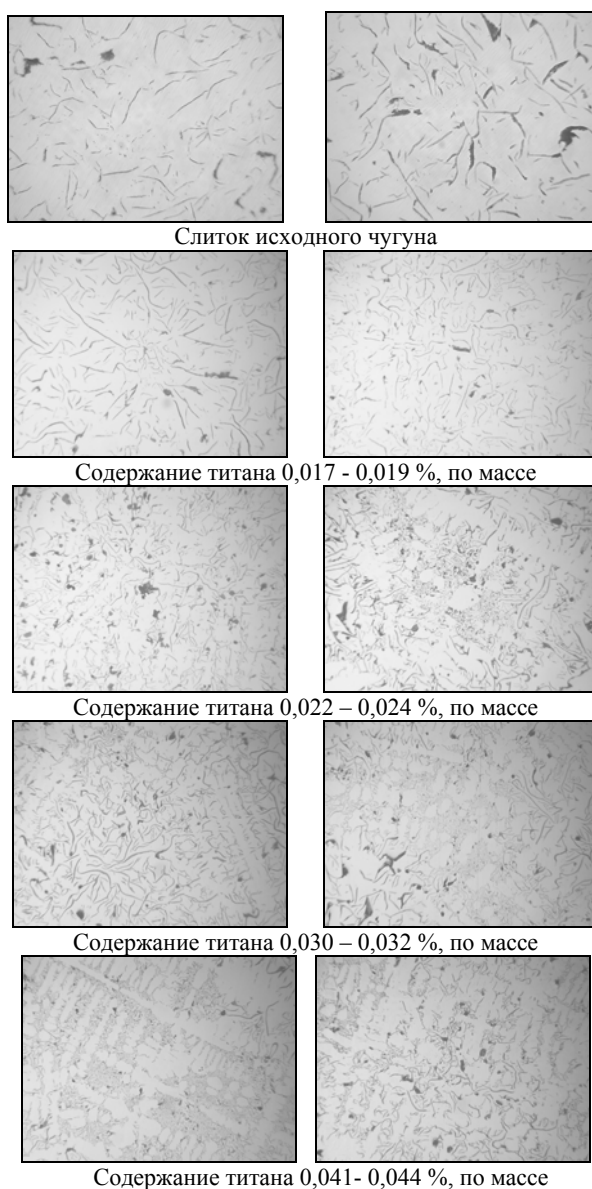 Слиток исходного чугуна
Содержание титана 0,017 - 0,019 %, по массе
Содержание титана 0,022 – 0,024 %, по массе
Содержание титана 0,030 – 0,032 %, по массе
Содержание титана 0,041- 0,044 %, по массе